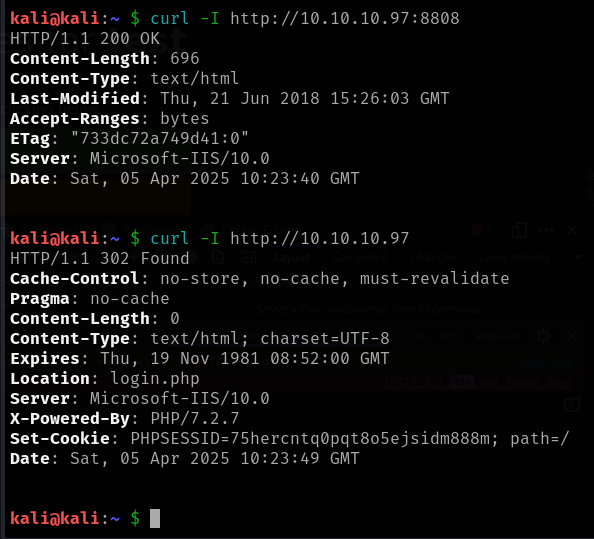 kali@kali:~ $ curl -I http://10.10.10.97:8808
HTTP/1.1 200 OK
Content-Length: 696
Content-Type: text/html
Last-Modified: Thu, 21 Jun 2018 15:26:03 GMT
Accept-Ranges: bytes
ETag: "733dc72a749d41:0"
Server: Microsoft-IIS/10.0
Date: Sat, 05 Apr 2025 10:23:40 GMT
kali@kali:~ $ curl -I http://10.10.10.97
HTTP/1.1 302 Found
Cache-Control: no-store, no-cache, must-revalidate
Pragma: no-cache
Content-Length: 0
Content-Type: text/html; charset=UTF-8
Expires: Thu, 19 Nov 1981 08:52:00 GMT
Location: login.php
Server: Microsoft-IIS/10.0
X-Powered-By: PHP/7.2.7
Set-Cookie: PHPSESSID=75hercntq0pqt8o5ejsidm888m; path=/
Date: Sat, 05 Apr 2025 10:23:49 GMT
kali@kali:~ $